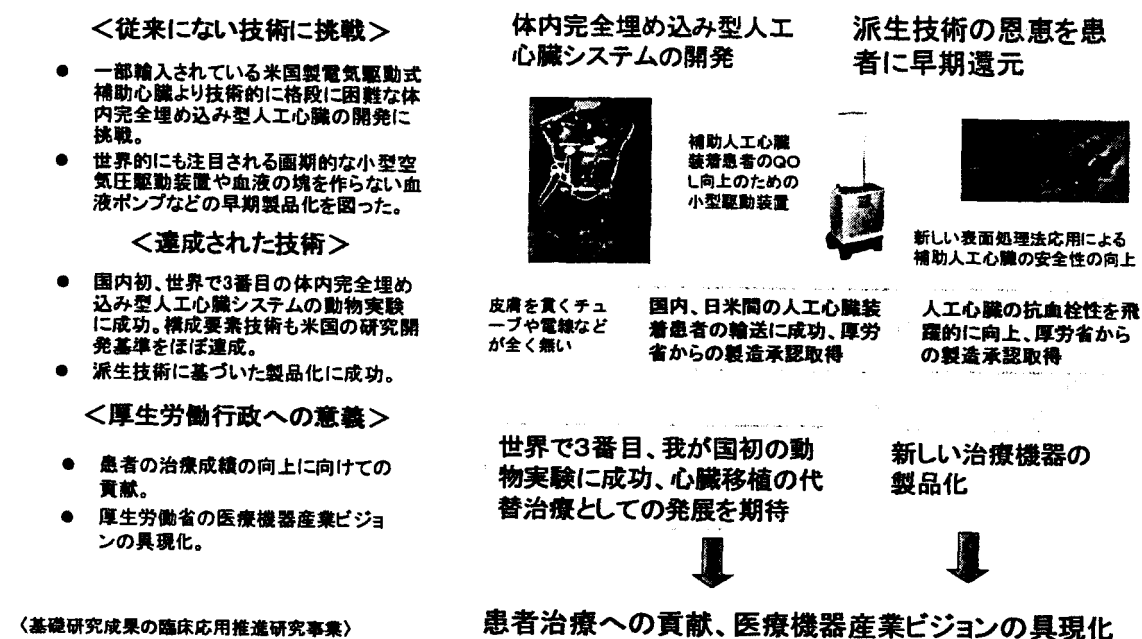 ＜従来にない技術に挑戦＞
● 一部輸入されている米国製電気駆動式
補助心臓より技術的に格段に困難な体
内完全埋め込み型人工心臓の開発に
挑戦。
● 世界的にも注目される画期的な小型空
気圧駆動装置や血液の塊を作らない血
液ポンプなどの早期製品化を図った。
＜達成された技術＞
● 国内初、世界で3番目の体内完全埋め
込み型人工心臓システムの動物実験
に成功。構成要素技術も米国の研究開
発基準をほぼ達成。
● 派生技術に基づいた製品化に成功。
＜厚生労働行政への意義＞
● 患者の治療成績の向上に向けての
貢献。
● 厚生労働省の医療機器産業ビジョ
ンの具現化。
〈基礎研究成果の臨床応用推進研究事業〉
体内完全埋め込み型人工
心臓システムの開発
派生技術の恩恵を患
者に早期還元
補助人工心臓
装着患者のQO
L向上のための
小型駆動装置
新しい表面処理法応用による
補助人工心臓の安全性の向上
皮膚を貫くチュ
ーブや電線など
が全く無い
国内、日米間の人工心臓装
着患者の輸送に成功、厚労
省からの製造承認取得
人工心臓の抗血栓性を飛
躍的に向上、厚労省から
の製造承認取得
世界で3番目、我が国初の動
物実験に成功、心臓移植の代
替治療としての発展を期待
新しい治療機器の
製品化
患者治療への貢献、医療機器産業ビジョンの具現化